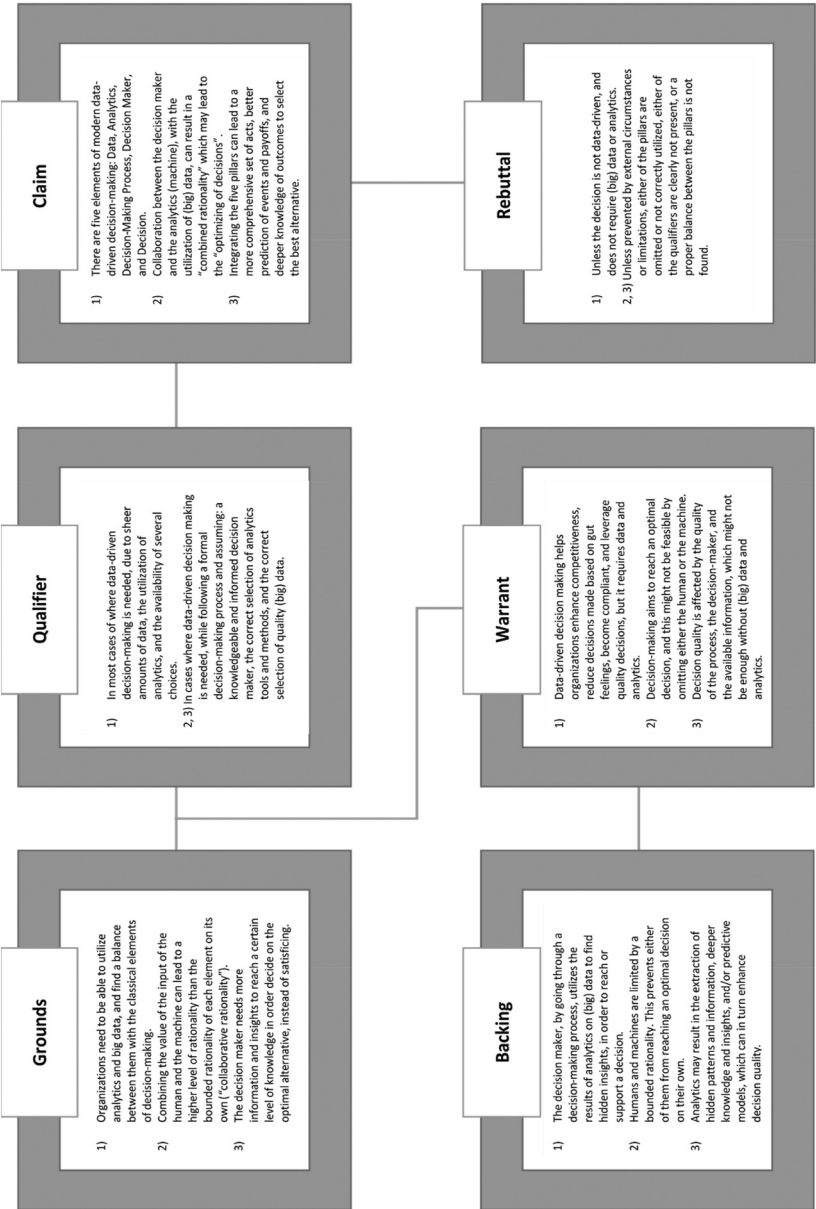 Grounds
1) Organizations need to be able to utilize
analytics and big data, and find a balance
between them with the classical elements
of decision-making.
2) Combining the value of the input of the
human and the machine can lead to a
higher level of rationality than the
bounded rationality of each element on its
own (“collaborative rationality”).
3) The decision maker needs more
information and insights to reach a certain
level of knowledge in order decide on the
optimal alternative, instead of satisficing.
Qualifier
1) In most cases of where data-driven
decision-making is needed, due to sheer
amounts of data, the utilization of
analytics, and the availability of several
choices.
2, 3) In cases where data-driven decision making
is needed, while following a formal
decision-making process and assuming: a
knowledgeable and informed decision
maker, the correct selection of analytics
tools and methods, and the correct
selection of quality (big) data.
Claim
1) There are five elements of modern data-
driven decision-making: Data, Analytics,
Decision-Making Process, Decision Maker,
and Decision.
2) Collaboration between the decision maker
and the analytics (machine), with the
utilization of (big) data, can result in a
“combined rationality” which may lead to
the “optimizing of decisions” .
3) Integrating the five pillars can lead to a
more comprehensive set of acts, better
prediction of events and payoffs, and
deeper knowledge of outcomes to select
the best alternative.
Backing
1) The decision maker, by going through a
decision-making process, utilizes the
results of analytics on (big) data to find
hidden insights, in order to reach or
support a decision.
2) Humans and machines are limited by a
bounded rationality. This prevents either
of them from reaching an optimal decision
on their own.
3) Analytics may result in the extraction of
hidden patterns and information, deeper
knowledge and insights, and/or predictive
models, which can in turn enhance
decision quality.
Warrant
1) Data-driven decision making helps
organizations enhance competitiveness,
reduce decisions made based on gut
feelings, become compliant, and leverage
quality decisions, but it requires data and
analytics.
2) Decision-making aims to reach an optimal
decision, and this might not be feasible by
omitting either the human or the machine.
3) Decision quality is affected by the quality
of the process, the decision-maker, and
the available information, which might not
be enough without (big) data and
analytics.
Rebuttal
1) Unless the decision is not data-driven, and
does not require (big) data or analytics.
2, 3) Unless prevented by external circumstances
or limitations, either of the pillars are
omitted or not correctly utilized, either of
the qualifiers are clearly not present, or a
proper balance between the pillars is not
found.